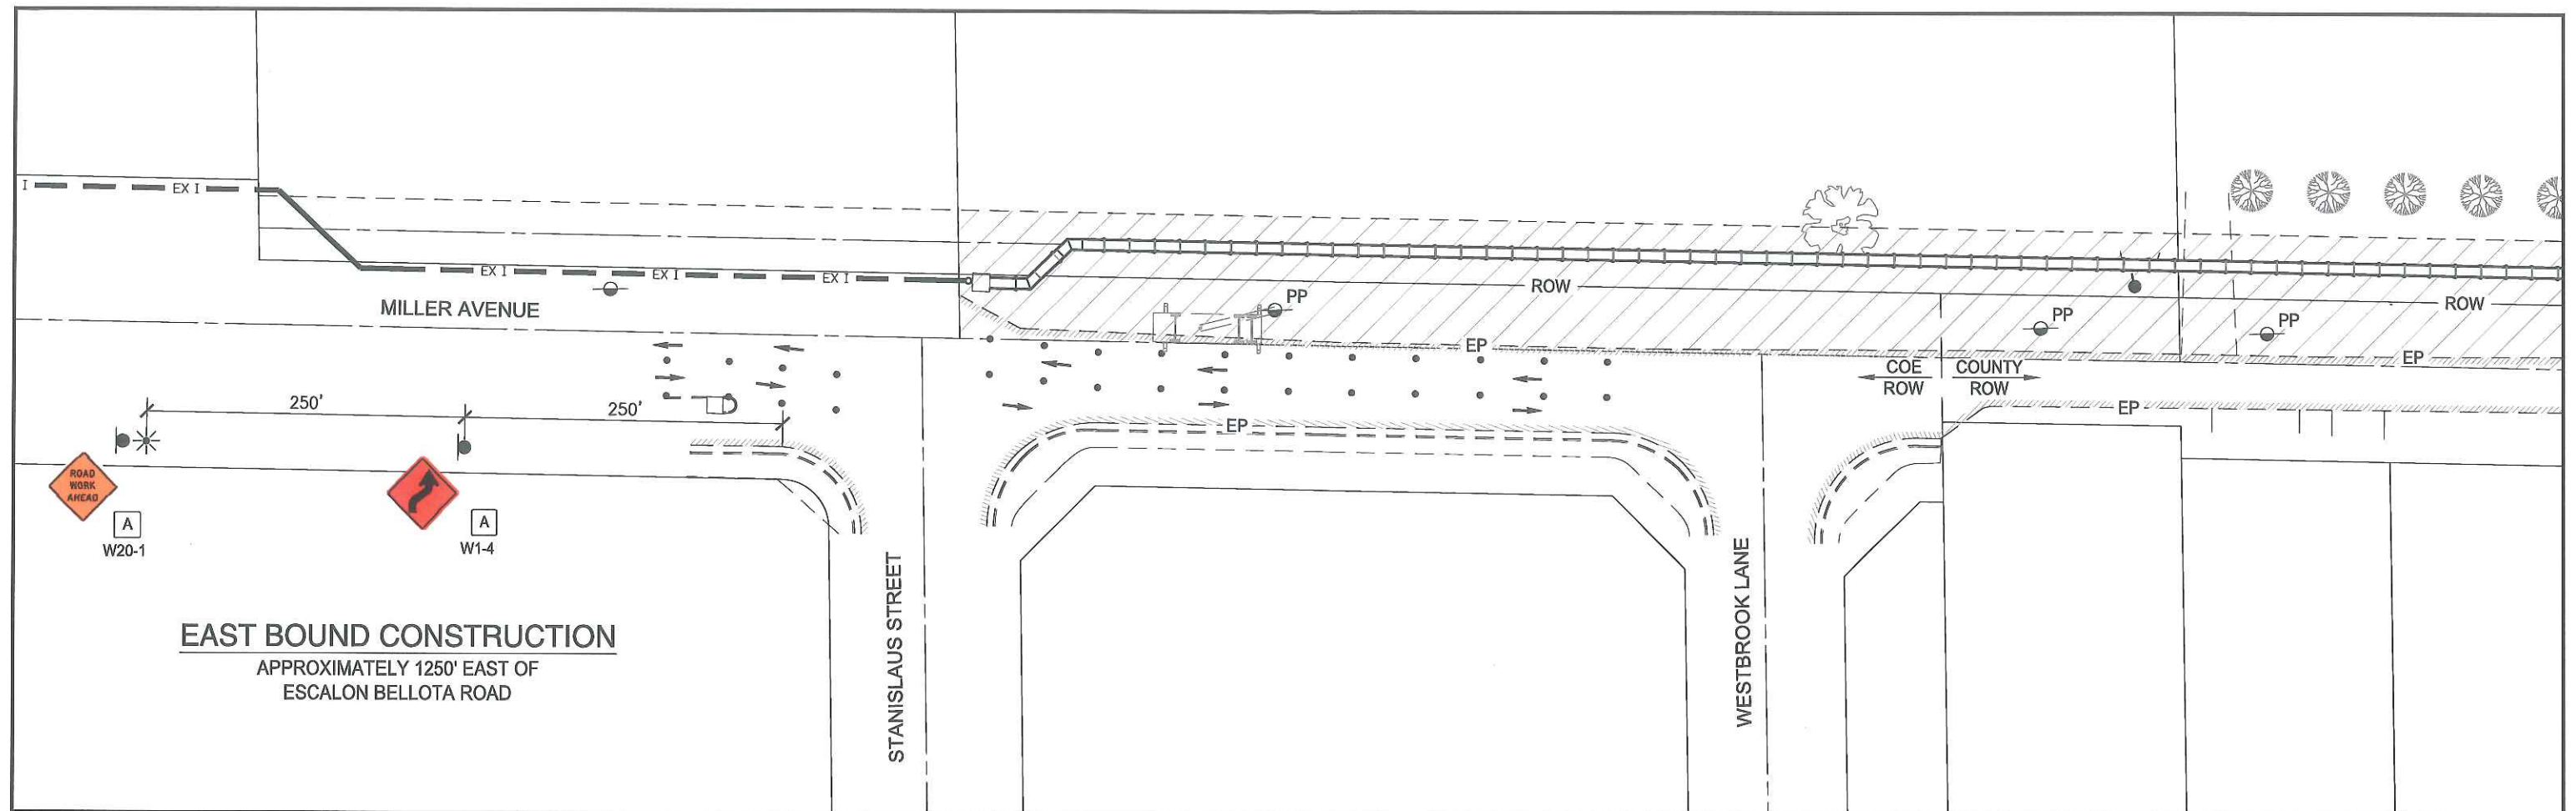 I
EX I
EX I
EX I
EX I
MILLER AVENUE
PP
ROW
PP
PP
ROW
EP
EP
COE
ROW
COUNTY
ROW
250'
250'
EP
EP
ROAD
WORK
AHEAD
A
W20-1
A
W1-4
EAST BOUND CONSTRUCTION
APPROXIMATELY 1250' EAST OF
ESCALON BELLOTA ROAD
STANISLAUS STREET
WESTBROOK LANE